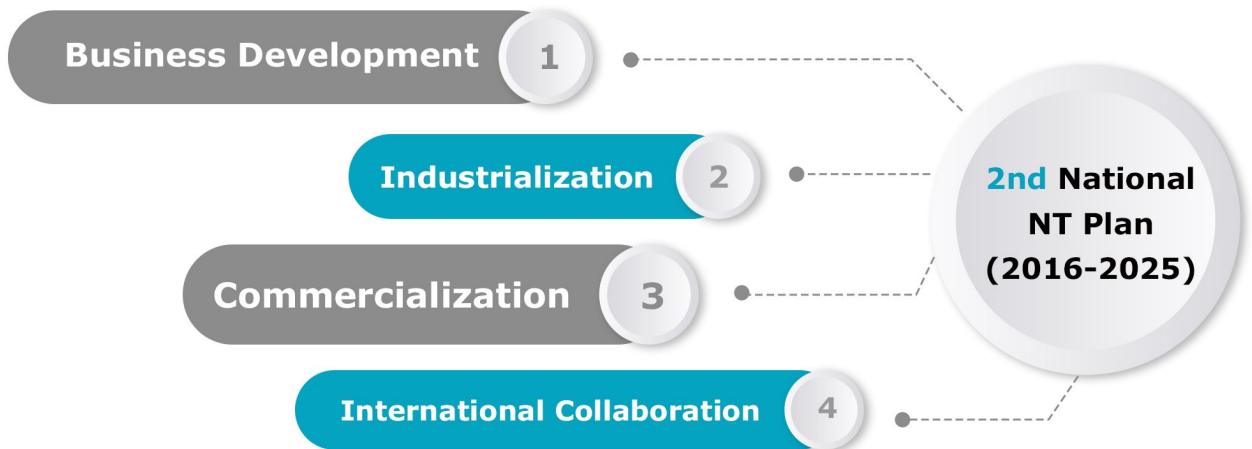 Business Development 1
Industrialization 2
Commercialization 3
International Collaboration 4
2nd National
NT Plan
(2016-2025)